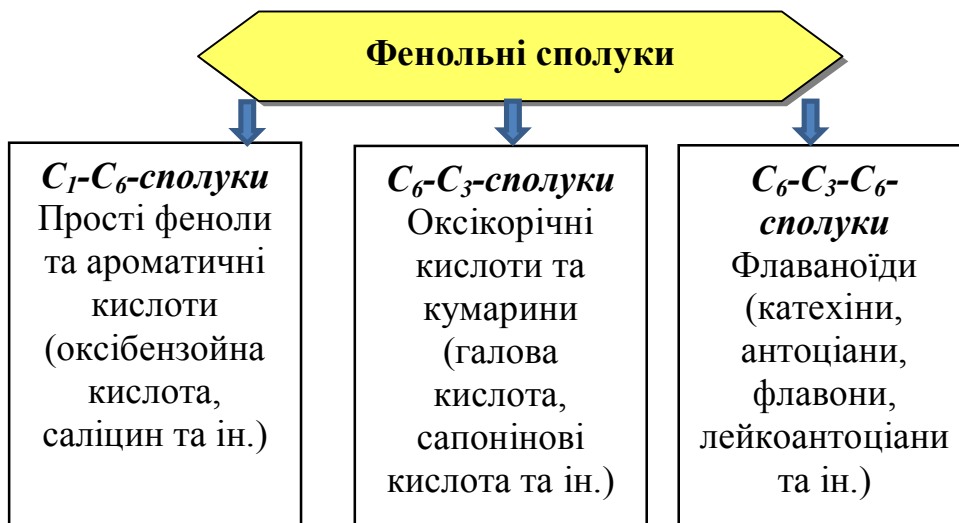 Фенольні сполуки
C₁-C₆-сполуки
Прості феноли
та ароматичні
кислоти
(оксібензойна
кислота,
саліцин та ін.)
C₆-C₃-сполуки
Оксікорічні
кислоти та
кумарини
(галова
кислота,
сапонінові
кислота та ін.)
C₆-C₃-C₆-
сполуки
Флаваноїди
(катехіни,
антоціани,
флавони,
лейкоантоціани
та ін.)